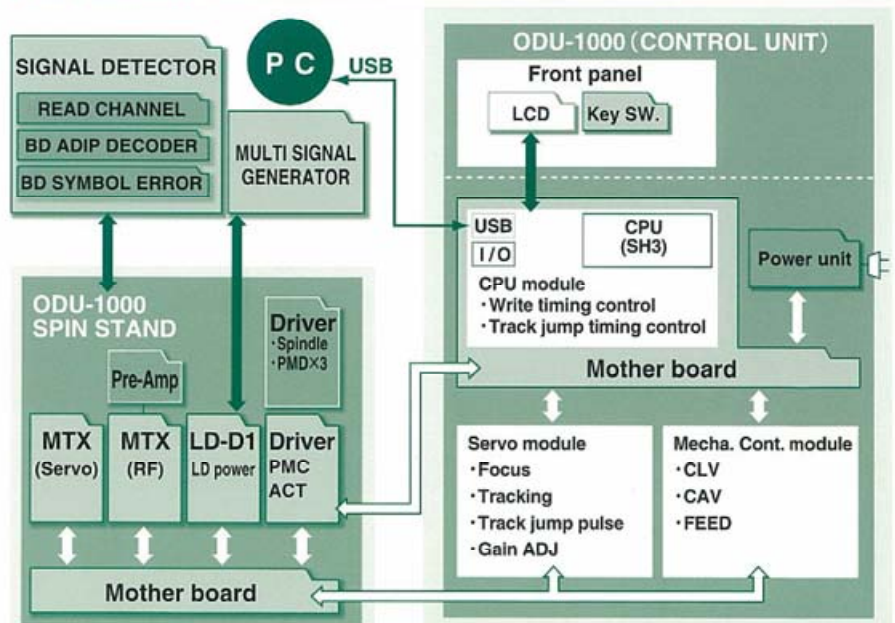 SIGNAL DETECTOR
READ CHANNEL
BD ADIP DECODER
BD SYMBOL ERROR
P C
USB
MULTI SIGNAL
GENERATOR
ODU-1000
SPIN STAND
Driver
・Spindle
・PMD×3
Pre-Amp
MTX
(Servo)
MTX
(RF)
LD-D1
LD power
Driver
PMC
ACT
Mother board
ODU-1000(CONTROL UNIT)
Front panel
LCD
Key SW.
USB
I/O
CPU
(SH3)
CPU module
・Write timing control
・Track jump timing control
Power unit
Mother board
Servo module
・Focus
・Tracking
・Track jump pulse
・Gain ADJ
Mecha. Cont. module
・CLV
・CAV
・FEED